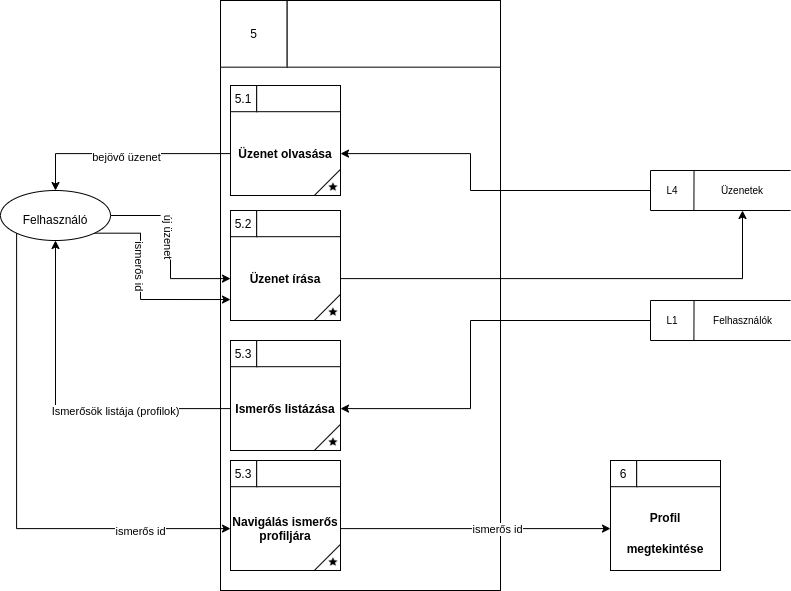 5
5.1
Üzenet olvasása
bejövő üzenet
L4
Üzenetek
Felhasználó
új üzenet
ismerős id
5.2
Üzenet írása
L1
Felhasználók
5.3
Ismerős listázása
Ismerősök listája (profilok)
5.3
Navigálás ismerős
profiljára
ismerős id
ismerős id
6
Profil
megtekintése